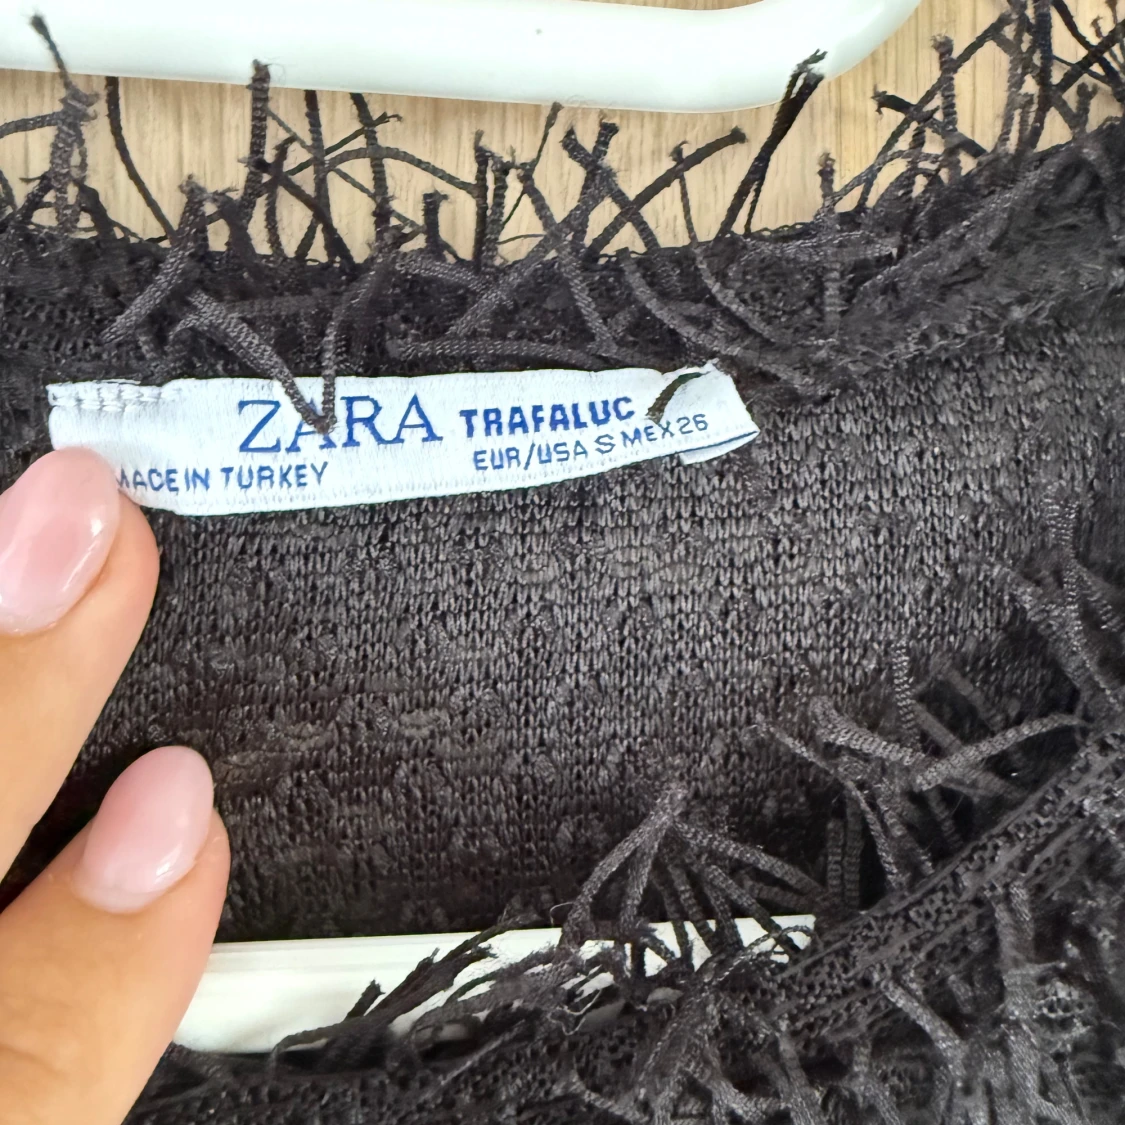 ZARA TRAFALUC
MADE IN TURKEY EUR/USA S MEX 26